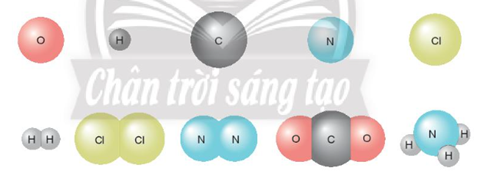 O H C N Cl
Chân trời sáng tạo
H H Cl Cl N N O C O N H H H